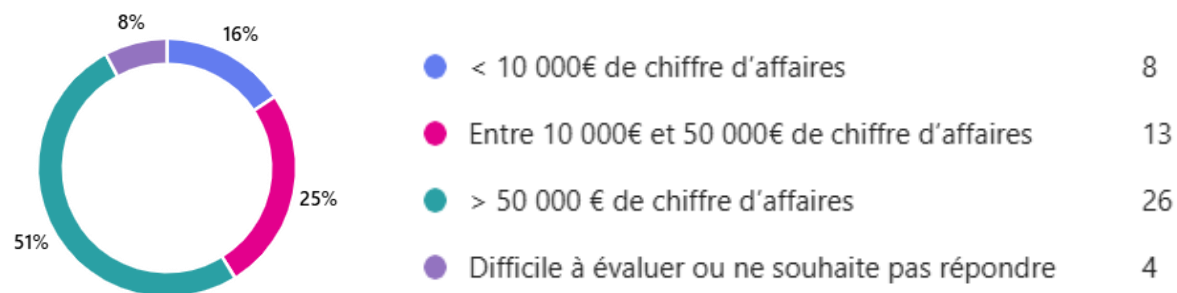 8%
16%
25%
51%
< 10 000€ de chiffre d’affaires 8
Entre 10 000€ et 50 000€ de chiffre d’affaires 13
> 50 000 € de chiffre d’affaires 26
Difficile à évaluer ou ne souhaite pas répondre 4